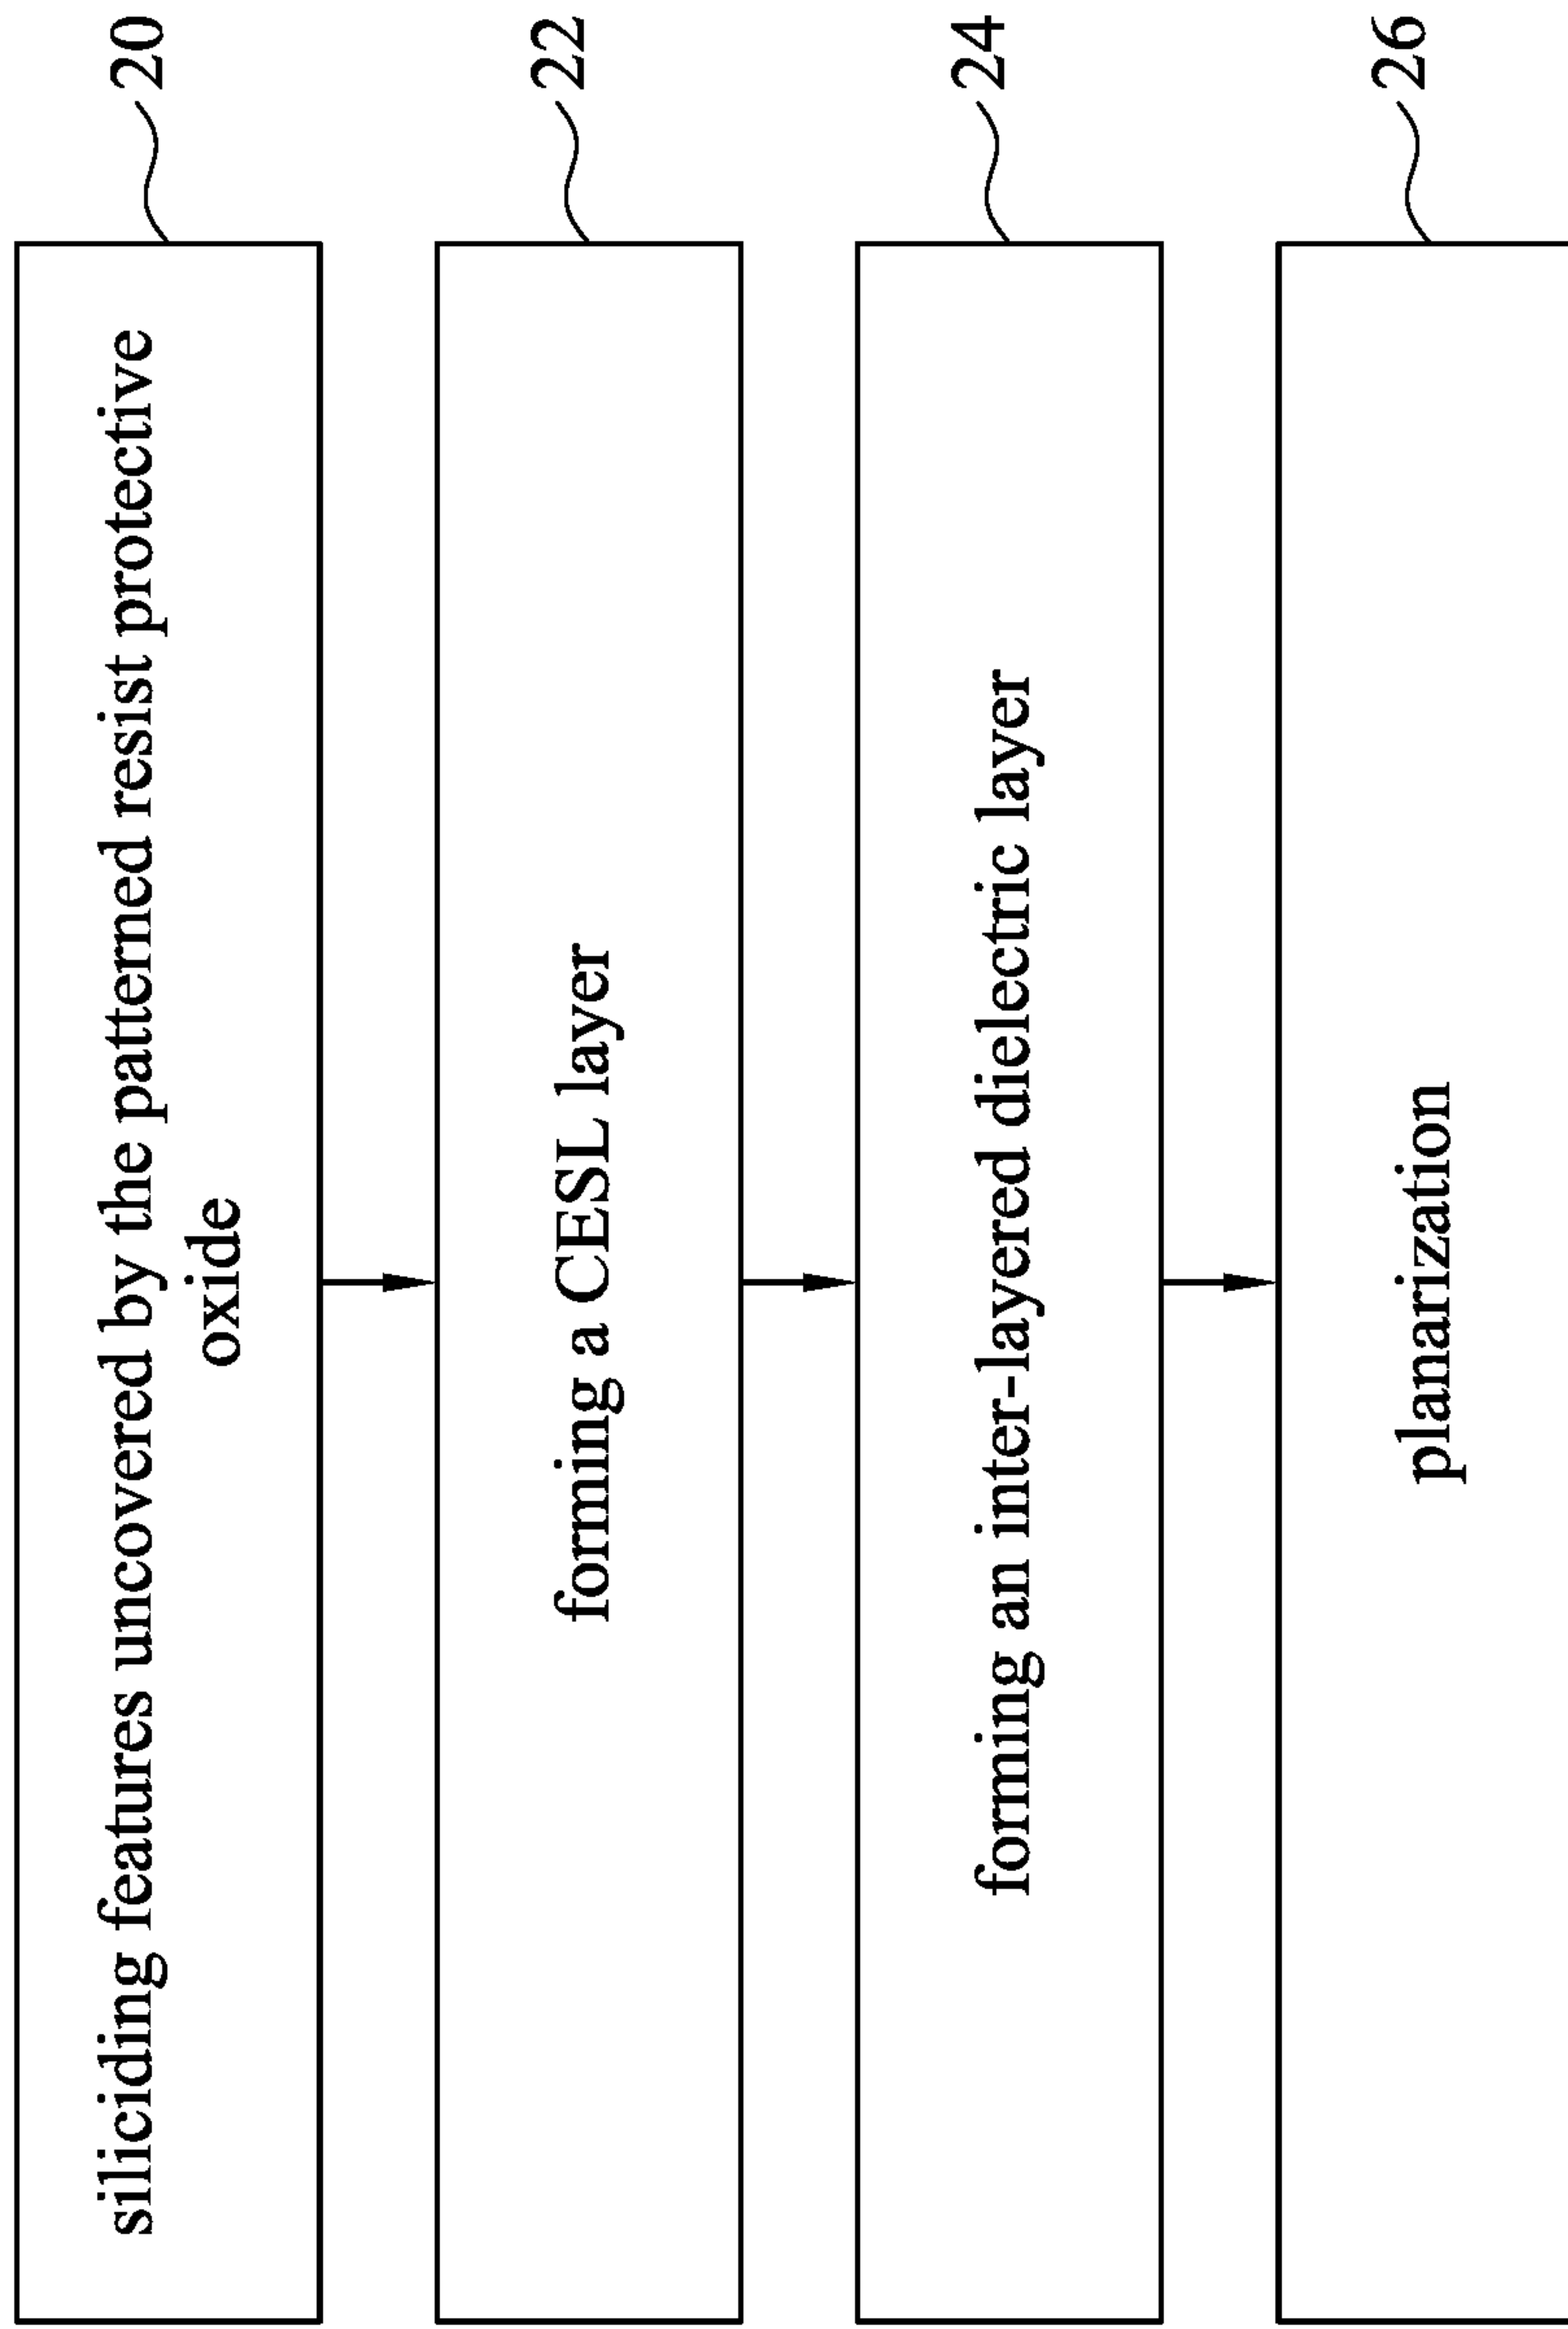 siliciding features uncovered by the patterned resist protective
oxide
20
forming a CESL layer
22
forming an inter-layered dielectric layer
24
planarization
26